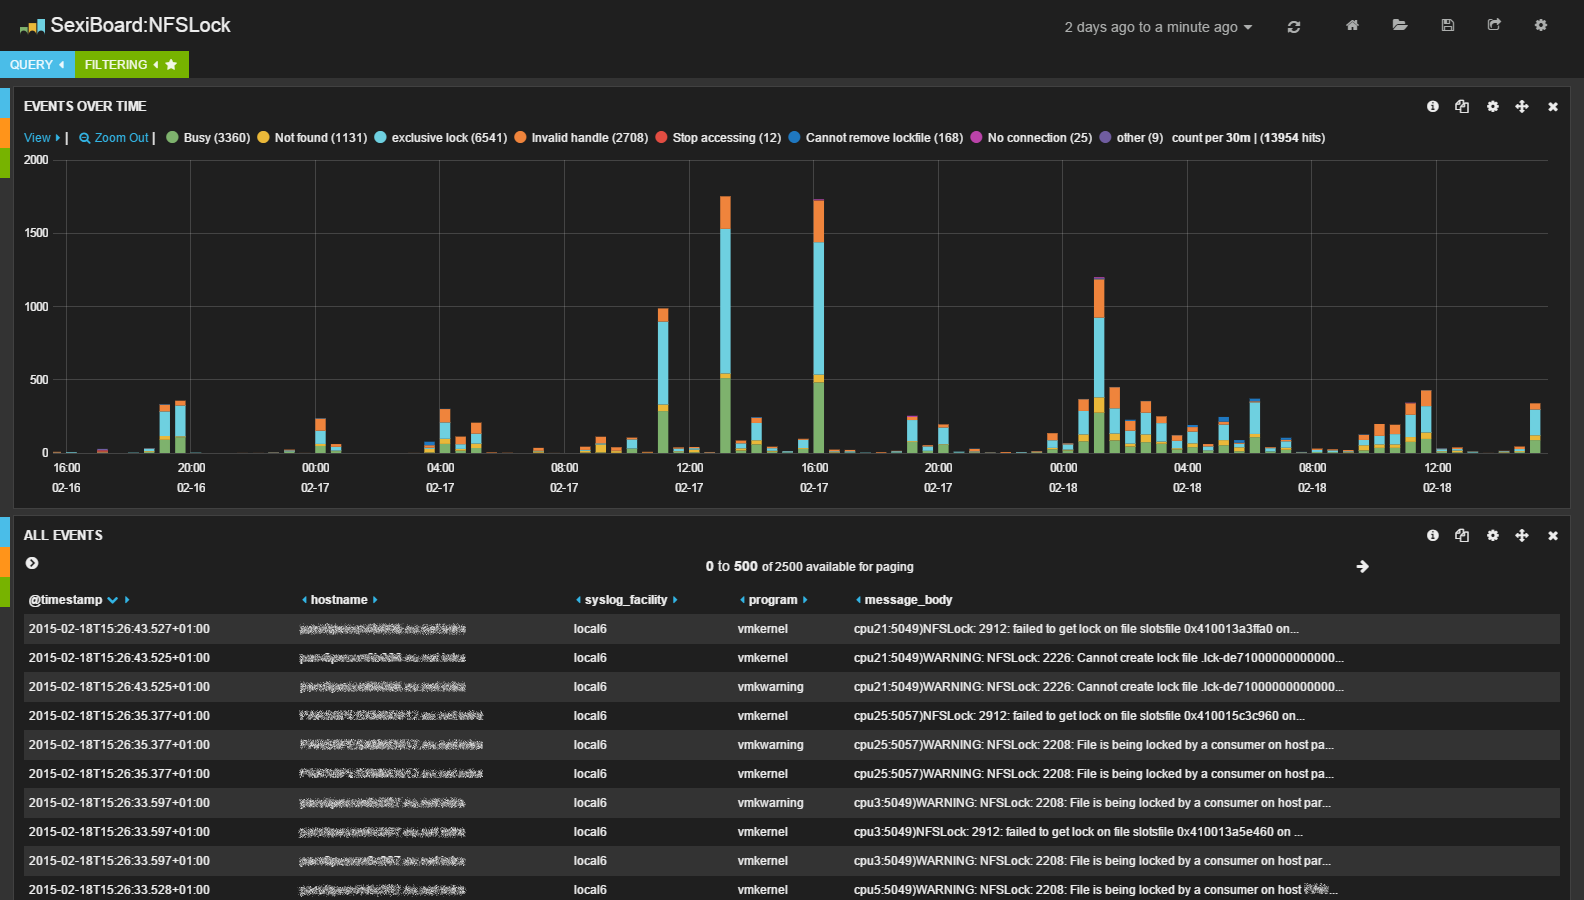 SexiBoard:NFSLock
2 days ago to a minute ago
QUERY FILTERING
EVENTS OVER TIME
View | Zoom Out | Busy (3360) Not found (1131) exclusive lock (6541) Invalid handle (2708) Stop accessing (12) Cannot remove lockfile (168) No connection (25) other (9) count per 30m | (13954 hits)
2000
1500
1000
500
0
16:00 20:00 00:00 04:00 08:00 12:00 16:00 20:00 00:00 04:00 08:00 12:00
02-16 02-16 02-17 02-17 02-17 02-17 02-17 02-17 02-18 02-18 02-18 02-18
ALL EVENTS
0 to 500 of 2500 available for paging
@timestamp hostname syslog_facility program message_body
2015-02-18T15:26:43.527+01:00 local6 vmkernel cpu21:5049)NFSLock: 2912: failed to get lock on file slotsfile 0x410013a3ffa0 on...
2015-02-18T15:26:43.525+01:00 local6 vmkernel cpu21:5049)WARNING: NFSLock: 2226: Cannot create lock file .lck-de71000000000000...
2015-02-18T15:26:43.525+01:00 local6 vmkwarning cpu21:5049)WARNING: NFSLock: 2226: Cannot create lock file .lck-de71000000000000...
2015-02-18T15:26:35.377+01:00 local6 vmkernel cpu25:5057)NFSLock: 2912: failed to get lock on file slotsfile 0x410015c3c960 on...
2015-02-18T15:26:35.377+01:00 local6 vmkwarning cpu25:5057)WARNING: NFSLock: 2208: File is being locked by a consumer on host pa...
2015-02-18T15:26:35.377+01:00 local6 vmkernel cpu25:5057)WARNING: NFSLock: 2208: File is being locked by a consumer on host pa...
2015-02-18T15:26:33.597+01:00 local6 vmkwarning cpu3:5049)WARNING: NFSLock: 2208: File is being locked by a consumer on host par...
2015-02-18T15:26:33.597+01:00 local6 vmkernel cpu3:5049)NFSLock: 2912: failed to get lock on file slotsfile 0x410013a5e460 on ...
2015-02-18T15:26:33.597+01:00 local6 vmkernel cpu3:5049)WARNING: NFSLock: 2208: File is being locked by a consumer on host par...
2015-02-18T15:26:33.528+01:00 local6 vmkernel cpu5:5049)WARNING: NFSLock: 2208: File is being locked by a consumer on host ...